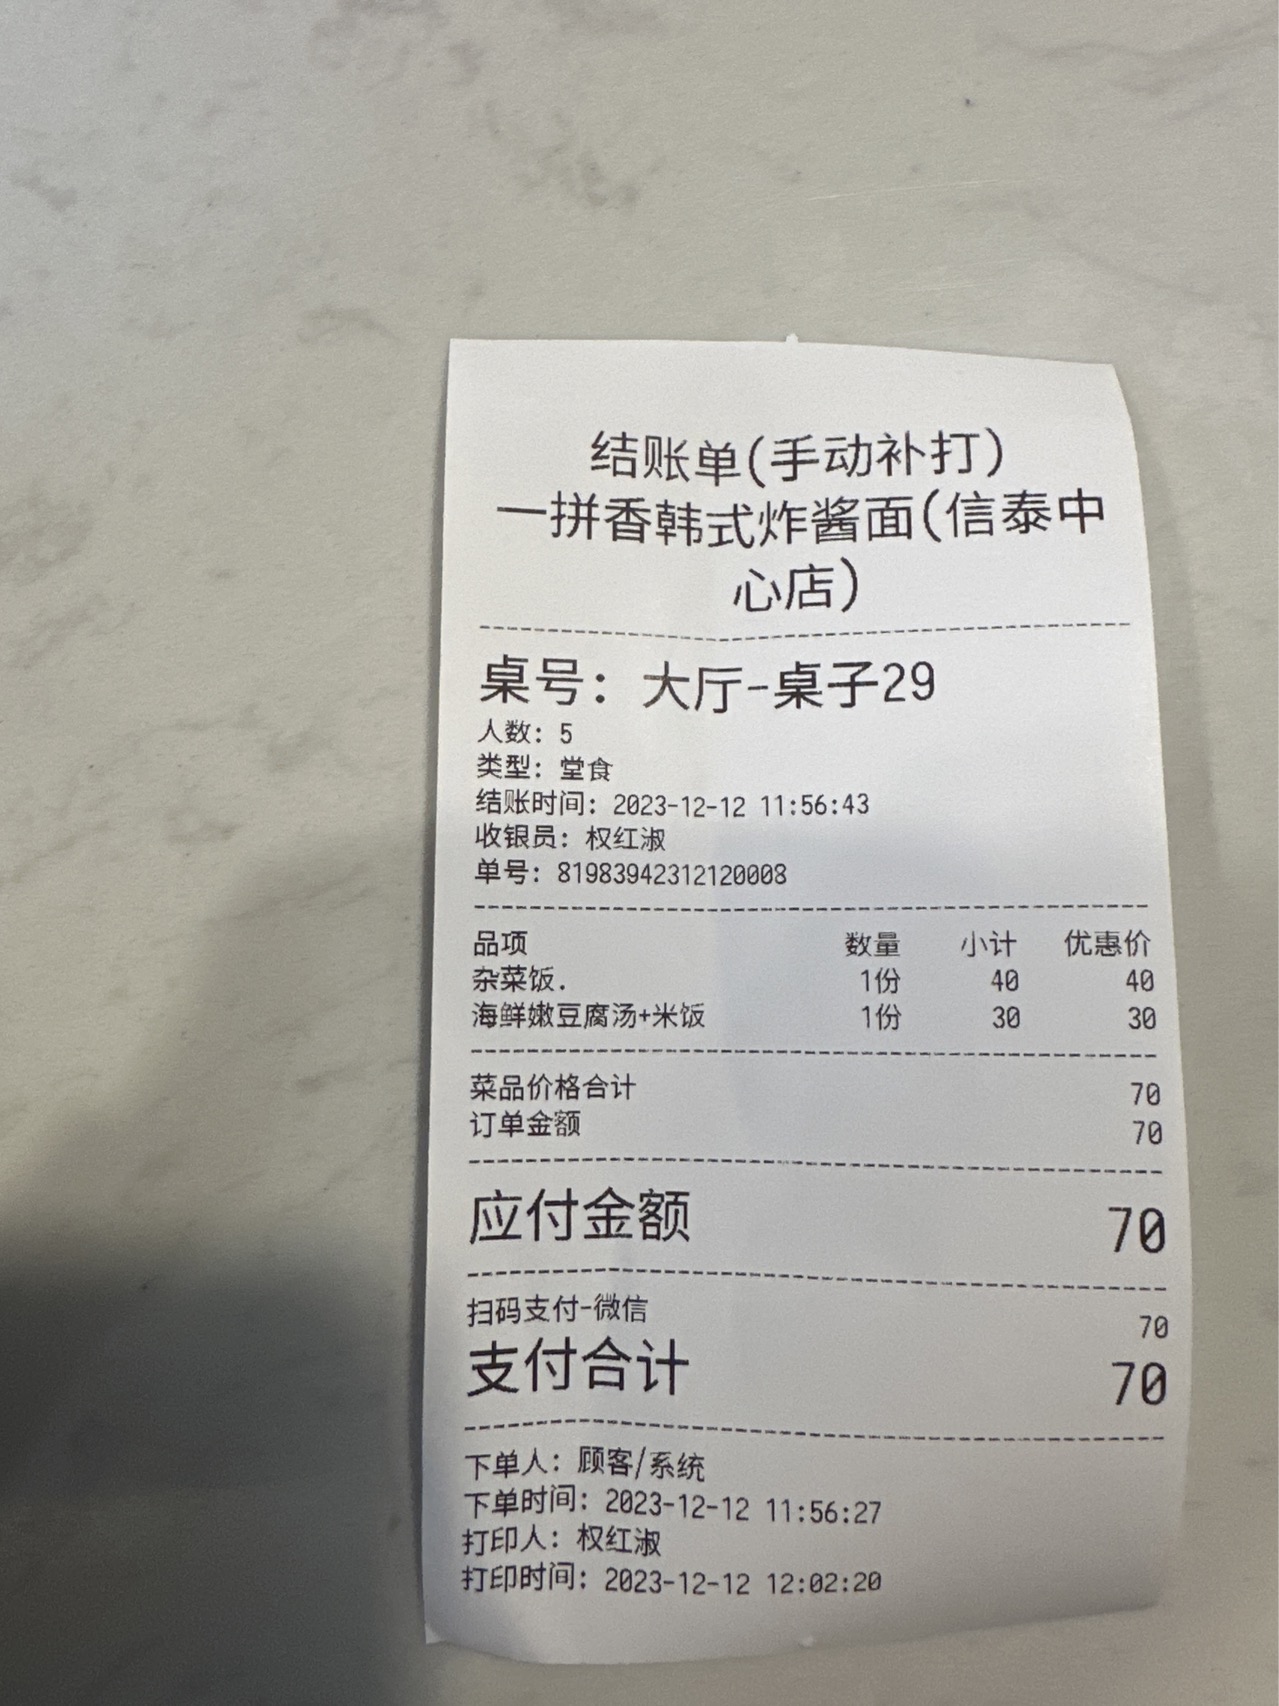 结账单(手动补打)
一拼香韩式炸酱面(信泰中
心店)
桌号: 大厅-桌子29
人数: 5
类型: 堂食
结账时间: 2023-12-12 11:56:43
收银员: 权红淑
单号: 81983942312120008
品项 数量 小计 优惠价
杂菜饭. 1份 40 40
海鲜嫩豆腐汤+米饭 1份 30 30
菜品价格合计 70
订单金额 70
应付金额 70
扫码支付-微信 70
支付合计 70
下单人: 顾客/系统
下单时间: 2023-12-12 11:56:27
打印人: 权红淑
打印时间: 2023-12-12 12:02:20